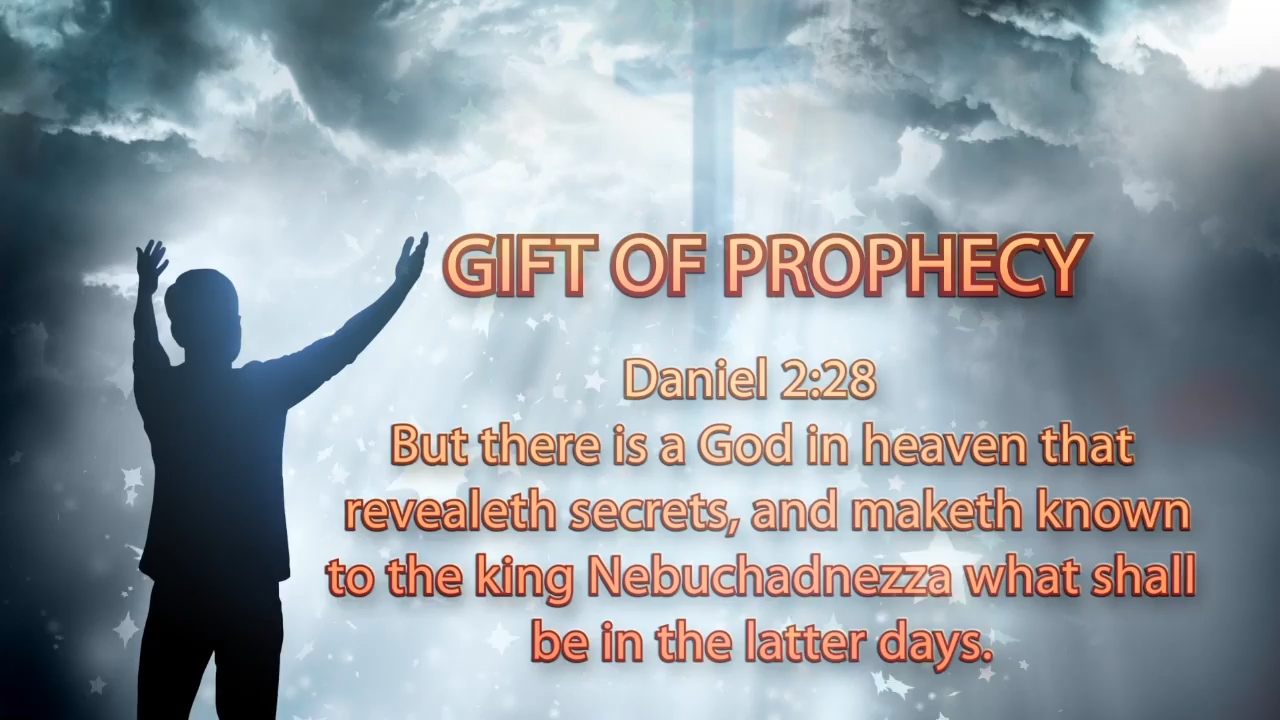 GIFT OF PROPHECY
Daniel 2:28
But there is a God in heaven that
revealeth secrets, and maketh known
to the king Nebuchadnezza what shall
be in the latter days.